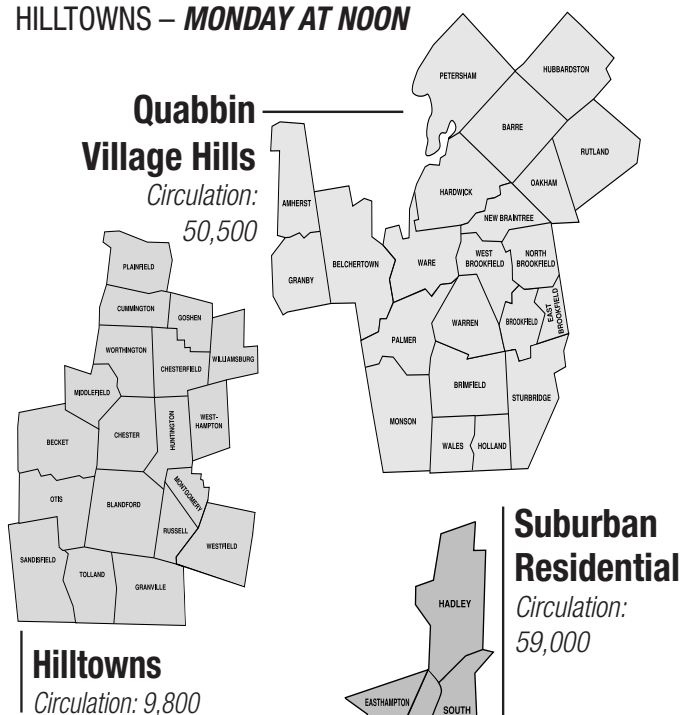 HILLTOWNS – MONDAY AT NOON
Quabbin
Village Hills
Circulation:
50,500
PETERSHAM
HUBBARDSTON
BARRE
RUTLAND
HARDWICK
OAKHAM
NEW BRAINTREE
AMHERST
GRANBY
BELCHERTOWN
WARE
WEST
BROOKFIELD
NORTH
BROOKFIELD
PALMER
WARREN
BROOKFIELD
EAST
BROOKFIELD
MONSON
BRIMFIELD
STURBRIDGE
WALES
HOLLAND
PLAINFIELD
CUMMINGTON
GOSHEN
WORTHINGTON
CHESTERFIELD
WILLIAMSBURG
MIDDLEFIELD
BECKET
CHESTER
HUNTINGTON
WEST-
HAMPTON
OTIS
BLANDFORD
MONTGOMERY
RUSSELL
WESTFIELD
SANDISFIELD
TOLLAND
GRANVILLE
Hilltowns
Circulation: 9,800
Suburban
Residential
Circulation:
59,000
HADLEY
EASTHAMPTON
SOUTH